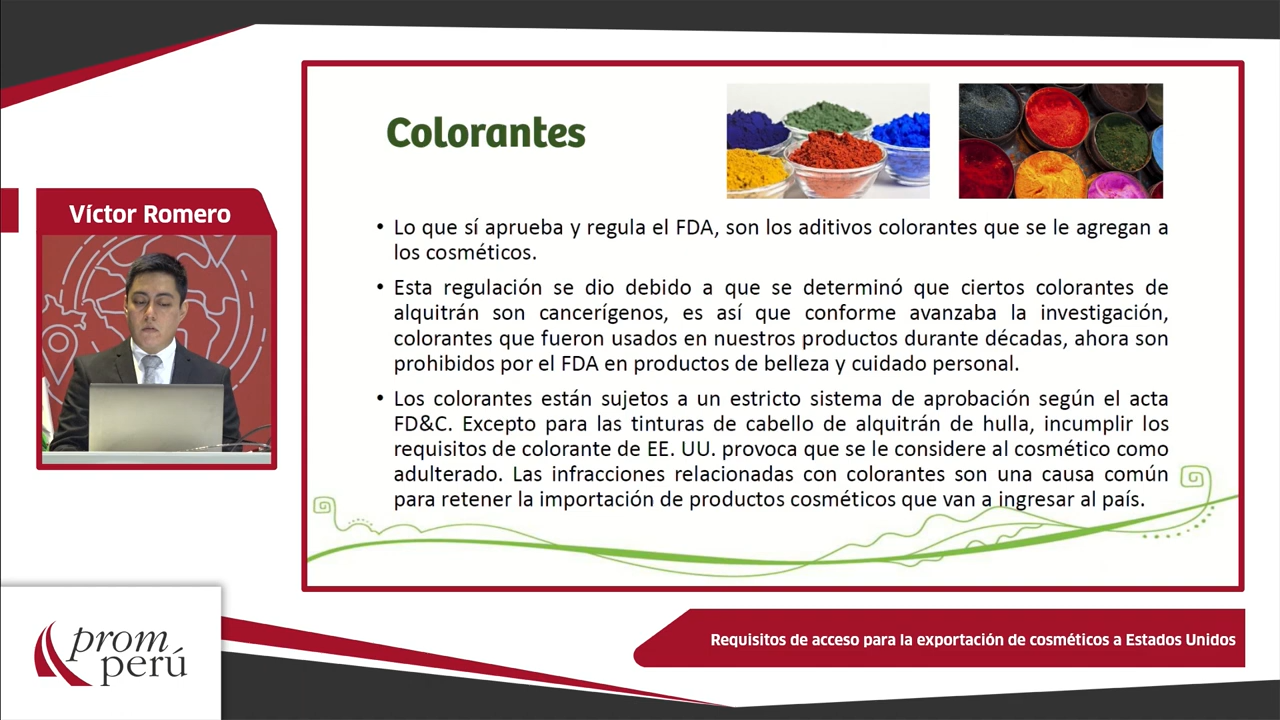 Colorantes
Víctor Romero
• Lo que sí aprueba y regula el FDA, son los aditivos colorantes que se le agregan a
los cosméticos.
• Esta regulación se dio debido a que se determinó que ciertos colorantes de
alquitrán son cancerígenos, es así que conforme avanzaba la investigación,
colorantes que fueron usados en nuestros productos durante décadas, ahora son
prohibidos por el FDA en productos de belleza y cuidado personal.
• Los colorantes están sujetos a un estricto sistema de aprobación según el acta
FD&C. Excepto para las tinturas de cabello de alquitrán de hulla, incumplir los
requisitos de colorante de EE. UU. provoca que se le considere al cosmético como
adulterado. Las infracciones relacionadas con colorantes son una causa común
para retener la importación de productos cosméticos que van a ingresar al país.
prom
perú
Requisitos de acceso para la exportación de cosméticos a Estados Unidos